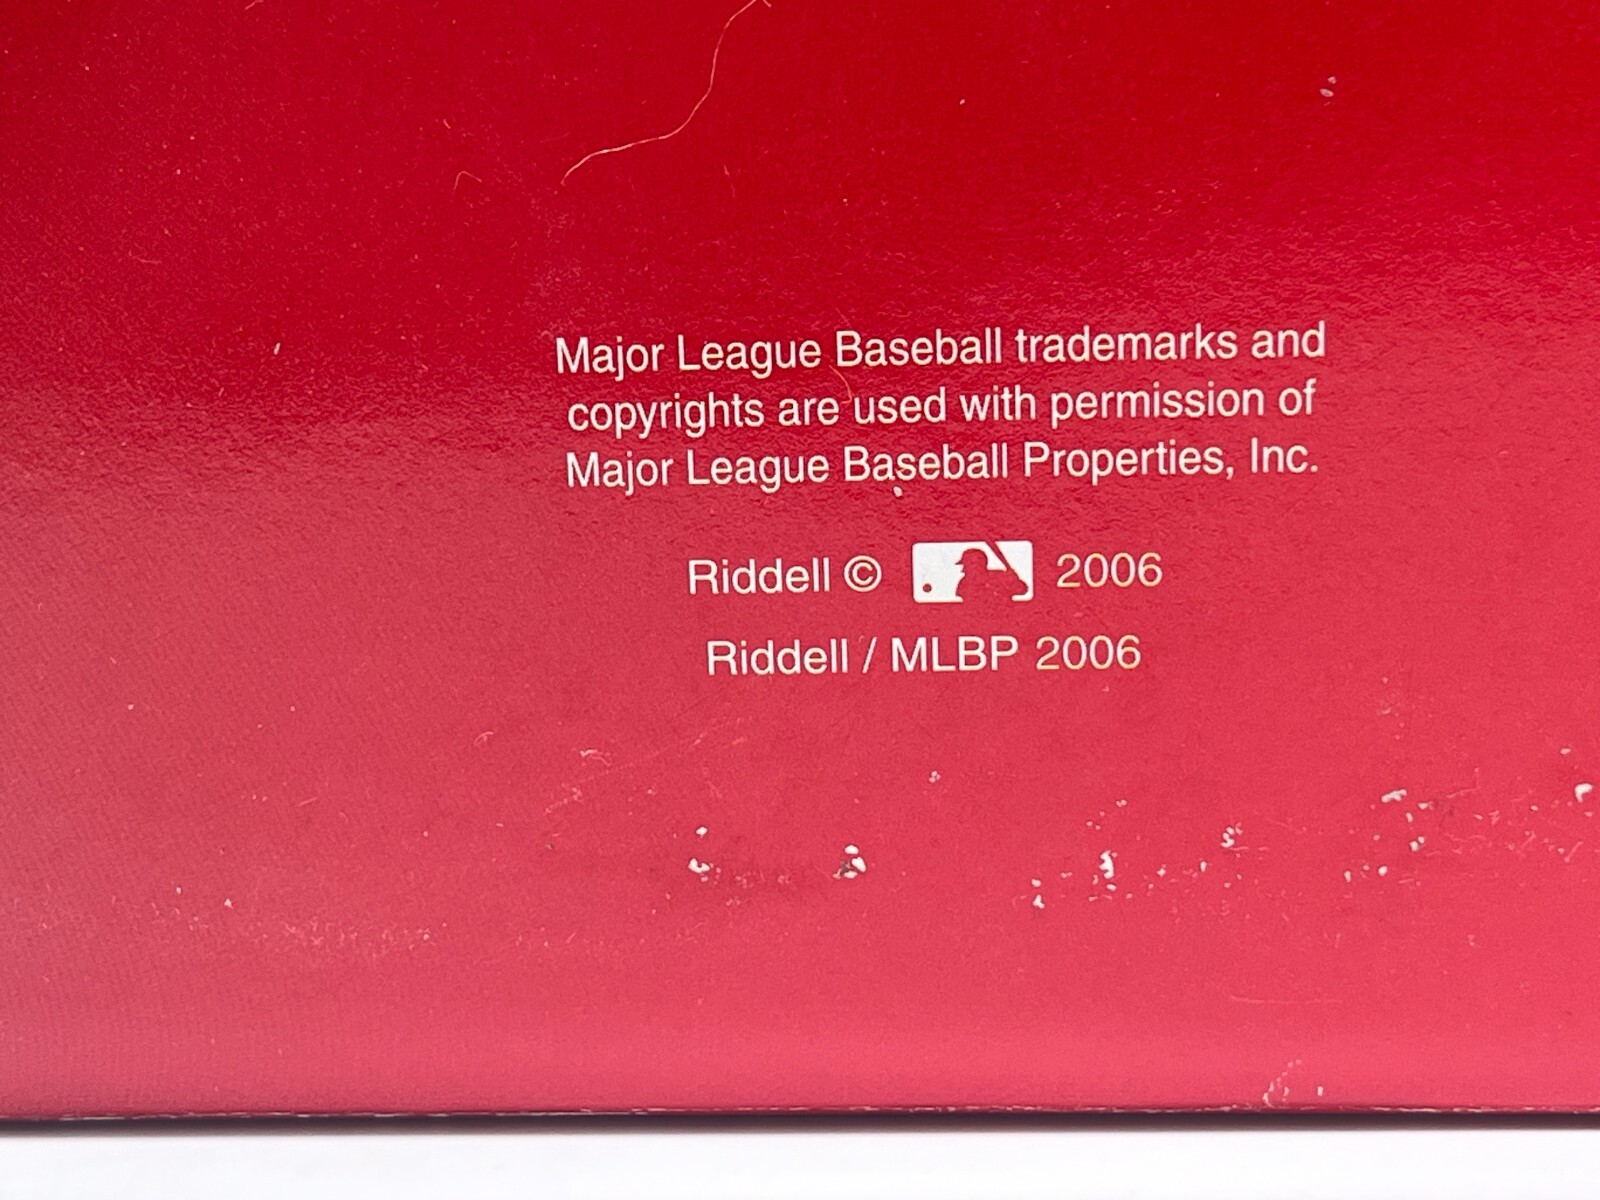 Major League Baseball trademarks and
copyrights are used with permission of
Major League Baseball Properties, Inc.
Riddell © 2006
Riddell / MLBP 2006